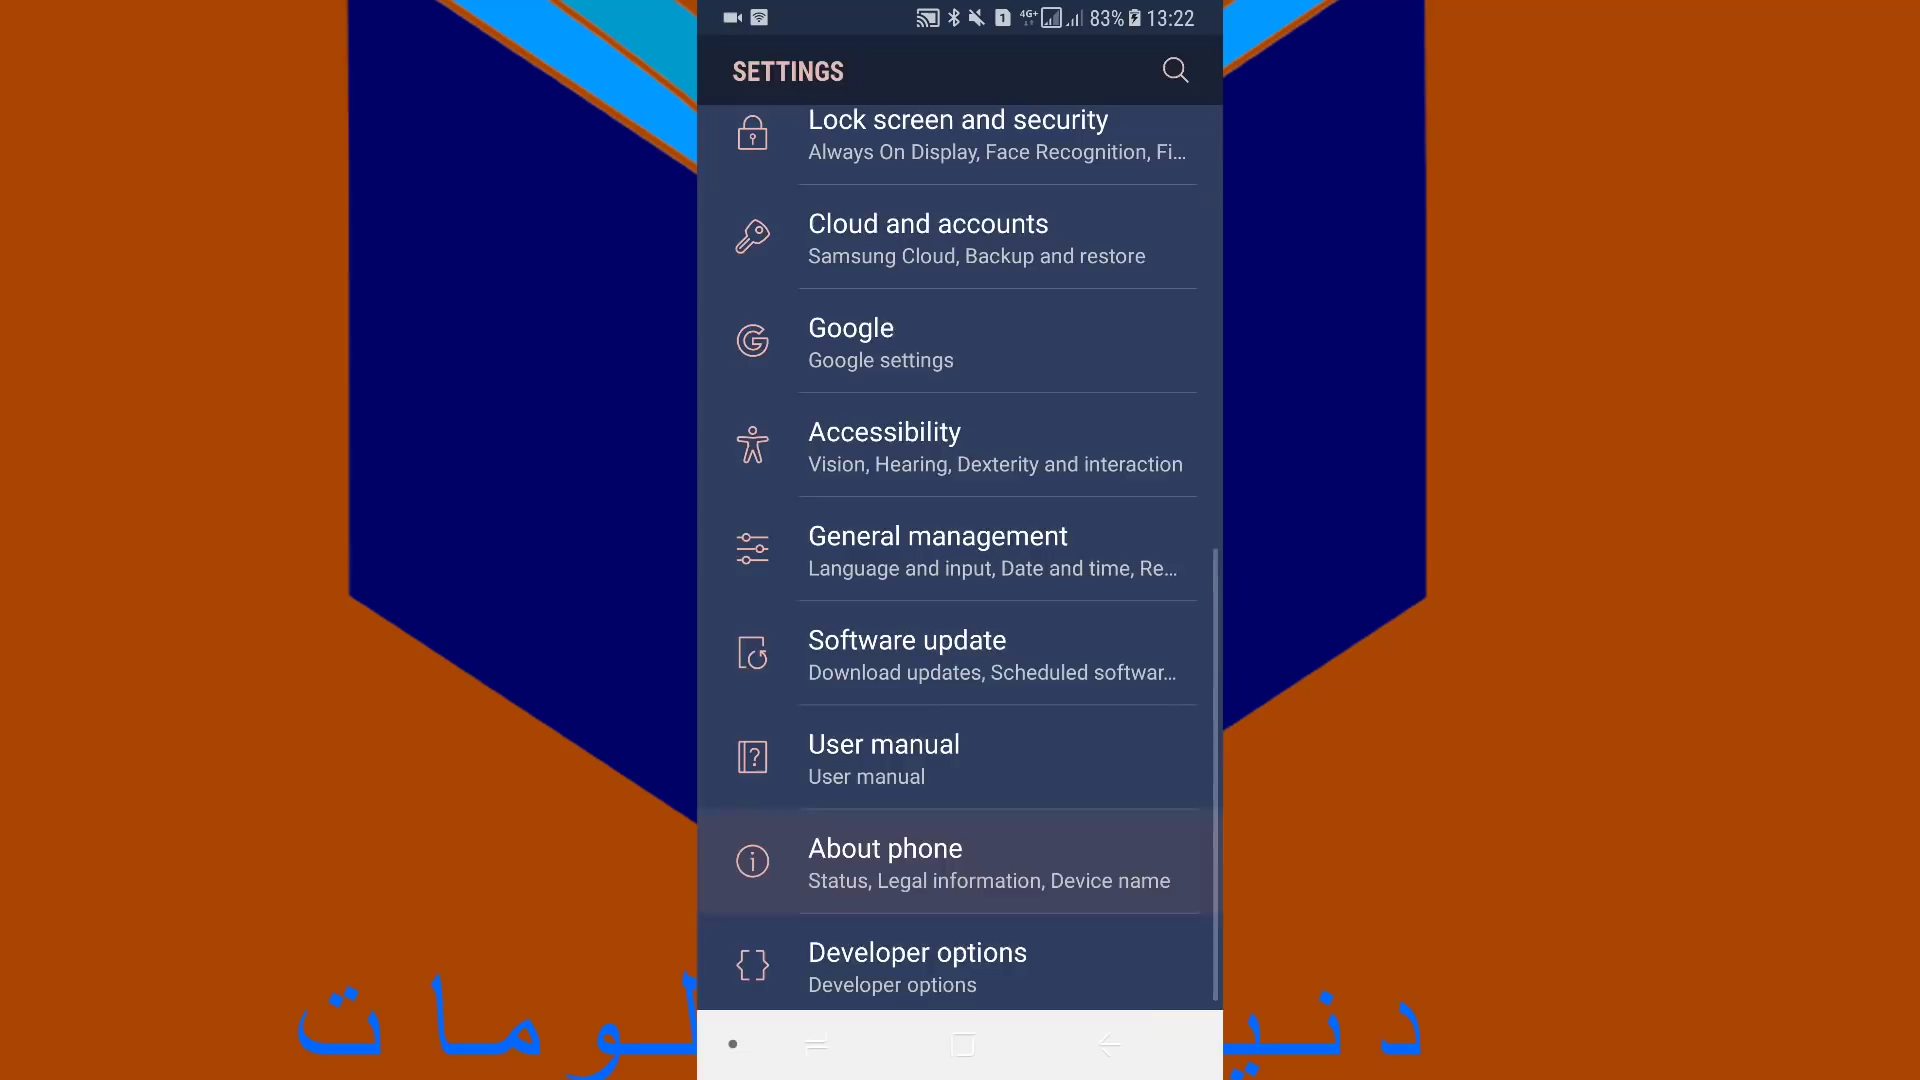 1 4G+ 83% 13:22
SETTINGS
Lock screen and security
Always On Display, Face Recognition, Fi...
Cloud and accounts
Samsung Cloud, Backup and restore
Google
Google settings
Accessibility
Vision, Hearing, Dexterity and interaction
General management
Language and input, Date and time, Re...
Software update
Download updates, Scheduled softwar...
User manual
User manual
About phone
Status, Legal information, Device name
Developer options
Developer options